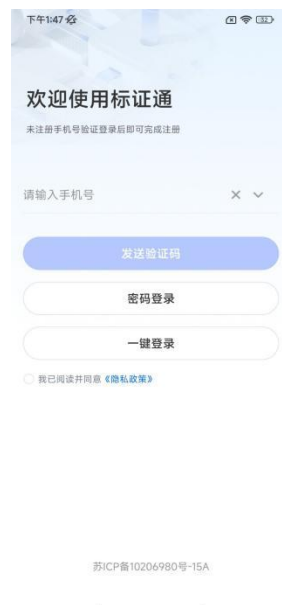 下午1:47
32
欢迎使用标证通
未注册手机号验证登录后即可完成注册
请输入手机号
发送验证码
密码登录
一键登录
我已阅读并同意《隐私政策》
苏ICP备10206980号-15A